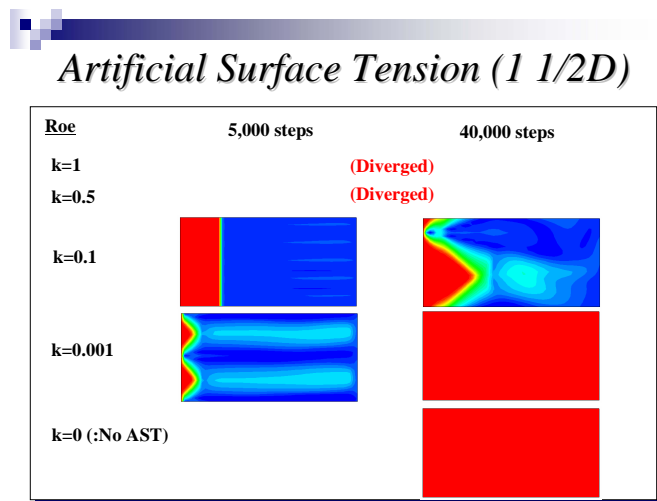 Artificial Surface Tension (1 1/2D)
Roe 5,000 steps 40,000 steps
k=1 (Diverged)
k=0.5 (Diverged)
k=0.1
k=0.001
k=0 (:No AST)